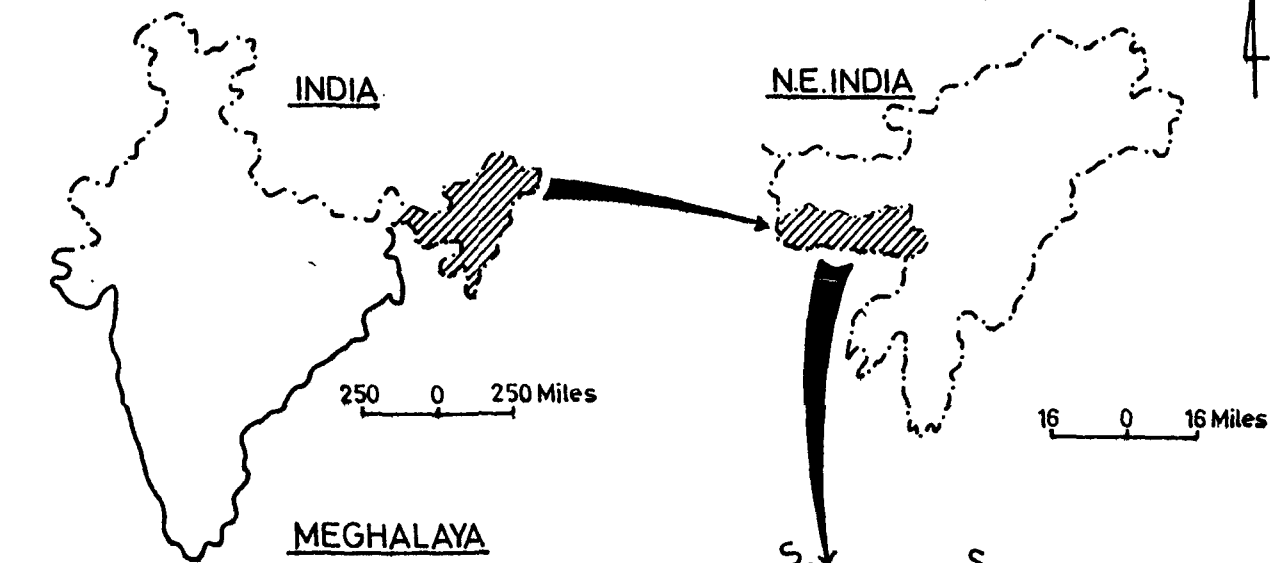 INDIA
N.E. INDIA
250 0 250 Miles
16 0 16 Miles
MEGHALAYA
S. S